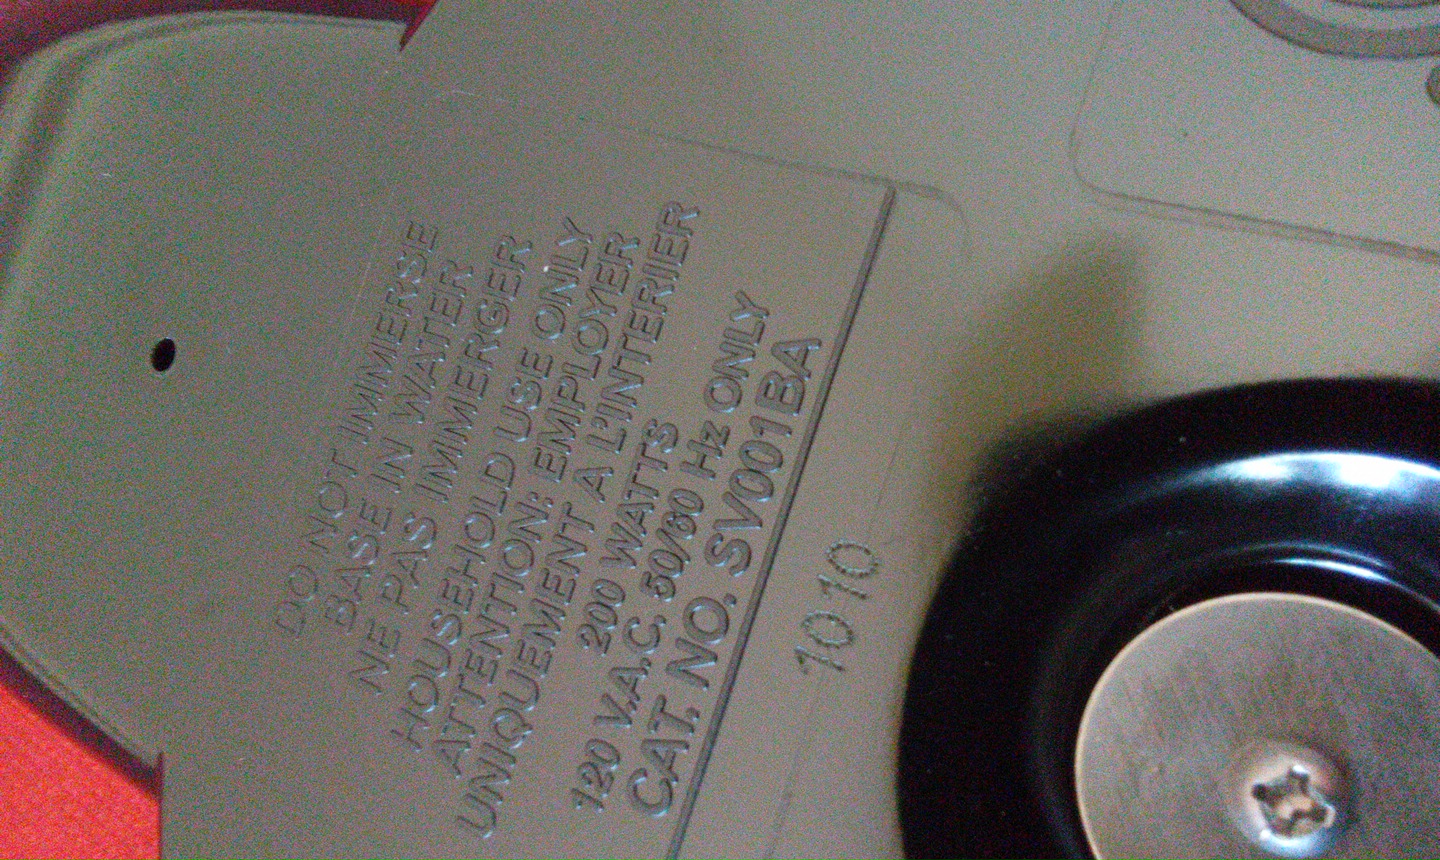 DO NOT IMMERSE
BASE IN WATER
NE PAS IMMERGER
HOUSEHOLD USE ONLY
ATTENTION: EMPLOYER
UNIQUEMENT A L'INTERIER
200 WATTS
120 V.A.C. 50/60 Hz ONLY
CAT. NO. SV001BA
1010